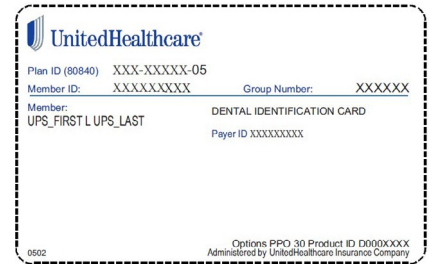 UnitedHealthcare®
Plan ID (80840) XXX-XXXXX-05
Member ID: XXXXXXXXX Group Number: XXXXXX
Member:
UPS_FIRST L UPS_LAST
DENTAL IDENTIFICATION CARD
Payer ID XXXXXXXXX
Options PPO 30 Product ID D000XXXX
0502 Administered by UnitedHealthcare Insurance Company